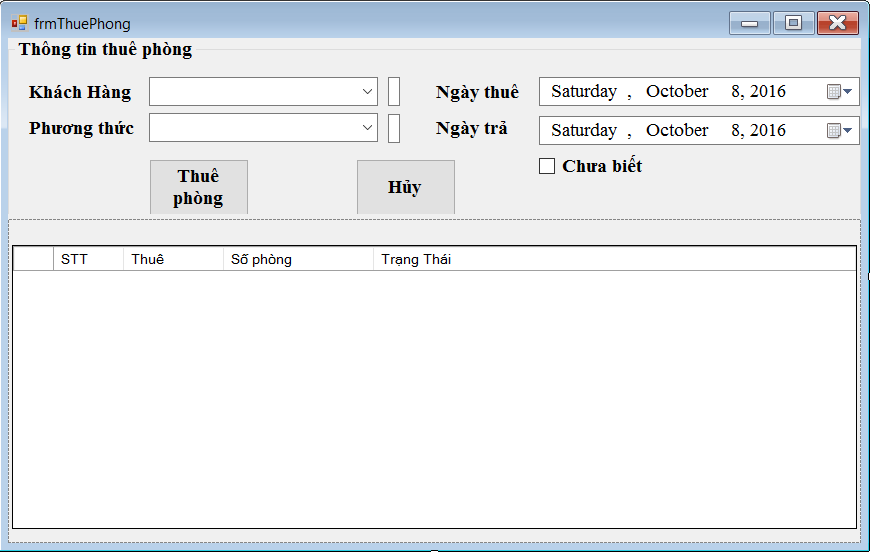 frmThuePhong
Thông tin thuê phòng
Khách Hàng
Ngày thuê
Saturday , October 8, 2016
Phương thức
Ngày trả
Saturday , October 8, 2016
Chưa biết
Thuê
phòng
Hủy
STT Thuê Số phòng Trạng Thái